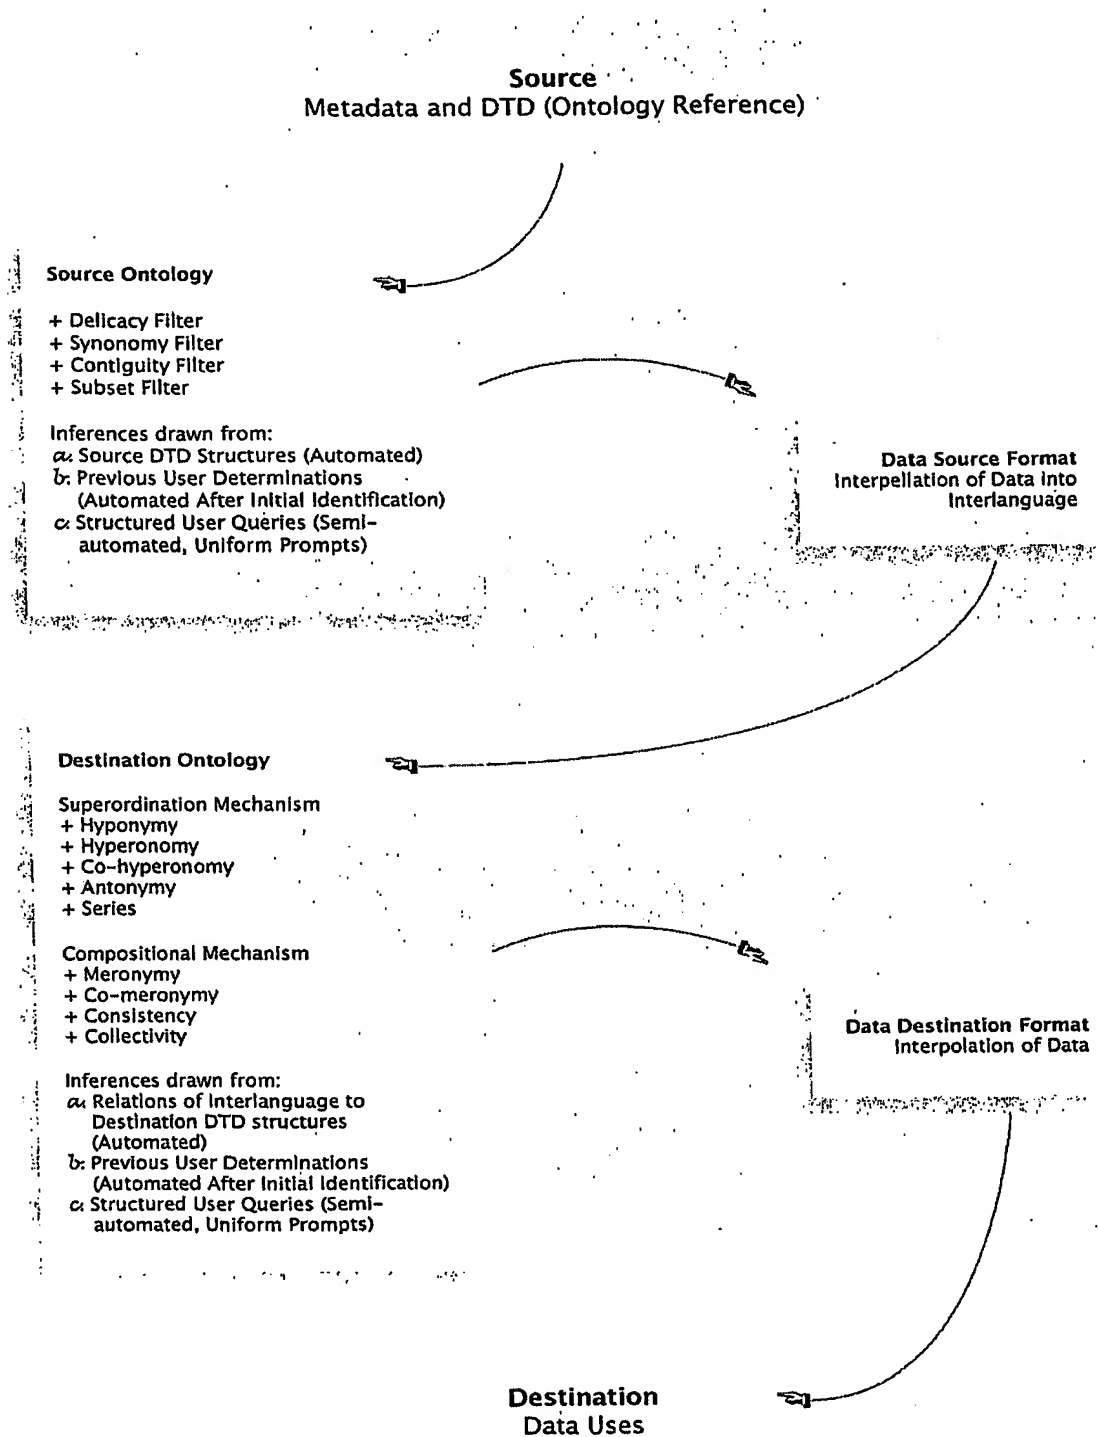 Source
Metadata and DTD (Ontology Reference)
Source Ontology
+ Delicacy Filter
+ Synonomy Filter
+ Contiguity Filter
+ Subset Filter
Inferences drawn from:
a: Source DTD Structures (Automated)
b: Previous User Determinations
(Automated After Initial Identification)
c: Structured User Queries (Semi-
automated, Uniform Prompts)
Data Source Format
Interpellation of Data into
Interlanguage
Destination Ontology
Superordination Mechanism
+ Hyponymy
+ Hyperonomy
+ Co-hyperonomy
+ Antonymy
+ Series
Compositional Mechanism
+ Meronymy
+ Co-meronymy
+ Consistency
+ Collectivity
Data Destination Format
Interpolation of Data
Inferences drawn from:
a: Relations of Interlanguage to
Destination DTD structures
(Automated)
b: Previous User Determinations
(Automated After Initial Identification)
c: Structured User Queries (Semi-
automated, Uniform Prompts)
Destination
Data Uses